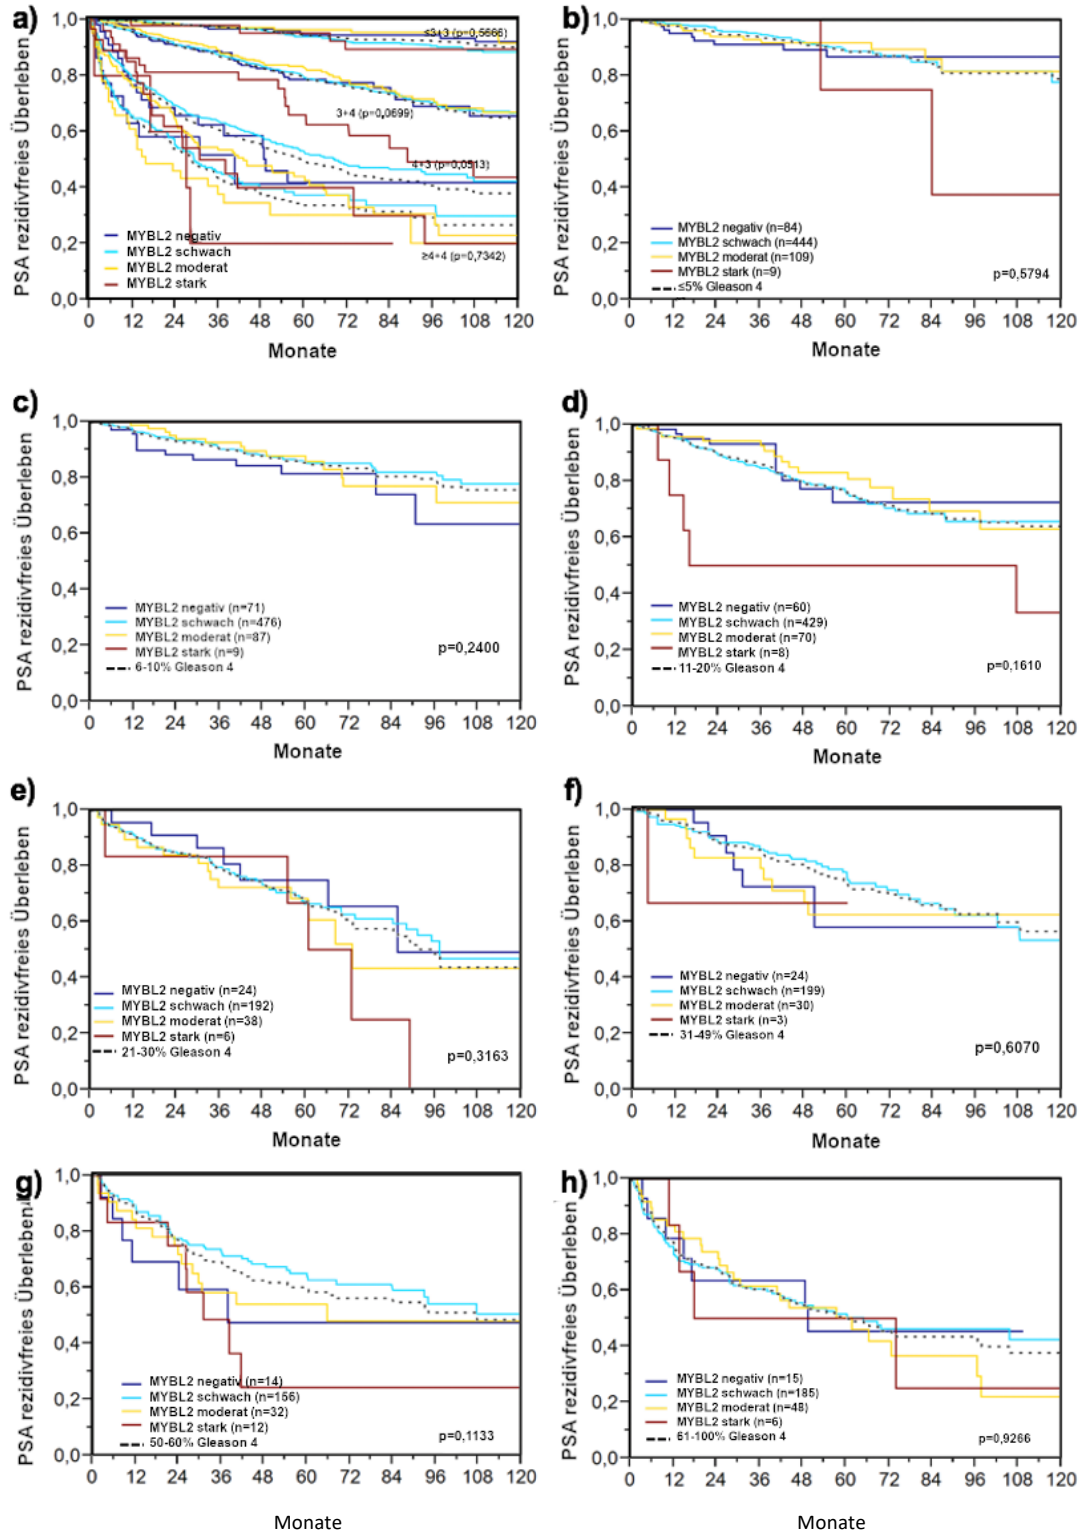 a)
PSA rezidivfreies Überleben
1,0
0,8
0,6
0,4
0,2
0,0
≤3+3 (p=0,5666)
3+4 (p=0,0699)
4+3 (p=0,0513)
≥4+4 (p=0,7342)
MYBL2 negativ
MYBL2 schwach
MYBL2 moderat
MYBL2 stark
0 12 24 36 48 60 72 84 96 108 120
Monate
b)
PSA rezidivfreies Überleben
1,0
0,8
0,6
0,4
0,2
0,0
MYBL2 negativ (n=84)
MYBL2 schwach (n=444)
MYBL2 moderat (n=109)
MYBL2 stark (n=9)
≤5% Gleason 4
p=0,5794
0 12 24 36 48 60 72 84 96 108 120
Monate
c)
PSA rezidivfreies Überleben
1,0
0,8
0,6
0,4
0,2
0,0
MYBL2 negativ (n=71)
MYBL2 schwach (n=476)
MYBL2 moderat (n=87)
MYBL2 stark (n=9)
6-10% Gleason 4
p=0,2400
0 12 24 36 48 60 72 84 96 108 120
Monate
d)
PSA rezidivfreies Überleben
1,0
0,8
0,6
0,4
0,2
0,0
MYBL2 negativ (n=60)
MYBL2 schwach (n=429)
MYBL2 moderat (n=70)
MYBL2 stark (n=8)
11-20% Gleason 4
p=0,1610
0 12 24 36 48 60 72 84 96 108 120
Monate
e)
PSA rezidivfreies Überleben
1,0
0,8
0,6
0,4
0,2
0,0
MYBL2 negativ (n=24)
MYBL2 schwach (n=192)
MYBL2 moderat (n=38)
MYBL2 stark (n=6)
21-30% Gleason 4
p=0,3163
0 12 24 36 48 60 72 84 96 108 120
Monate
f)
PSA rezidivfreies Überleben
1,0
0,8
0,6
0,4
0,2
0,0
MYBL2 negativ (n=24)
MYBL2 schwach (n=199)
MYBL2 moderat (n=30)
MYBL2 stark (n=3)
31-49% Gleason 4
p=0,6070
0 12 24 36 48 60 72 84 96 108 120
Monate
g)
PSA rezidivfreies Überleben
1,0
0,8
0,6
0,4
0,2
0,0
MYBL2 negativ (n=14)
MYBL2 schwach (n=156)
MYBL2 moderat (n=32)
MYBL2 stark (n=12)
50-60% Gleason 4
p=0,1133
0 12 24 36 48 60 72 84 96 108 120
Monate
h)
PSA rezidivfreies Überleben
1,0
0,8
0,6
0,4
0,2
0,0
MYBL2 negativ (n=15)
MYBL2 schwach (n=185)
MYBL2 moderat (n=48)
MYBL2 stark (n=6)
61-100% Gleason 4
p=0,9266
0 12 24 36 48 60 72 84 96 108 120
Monate